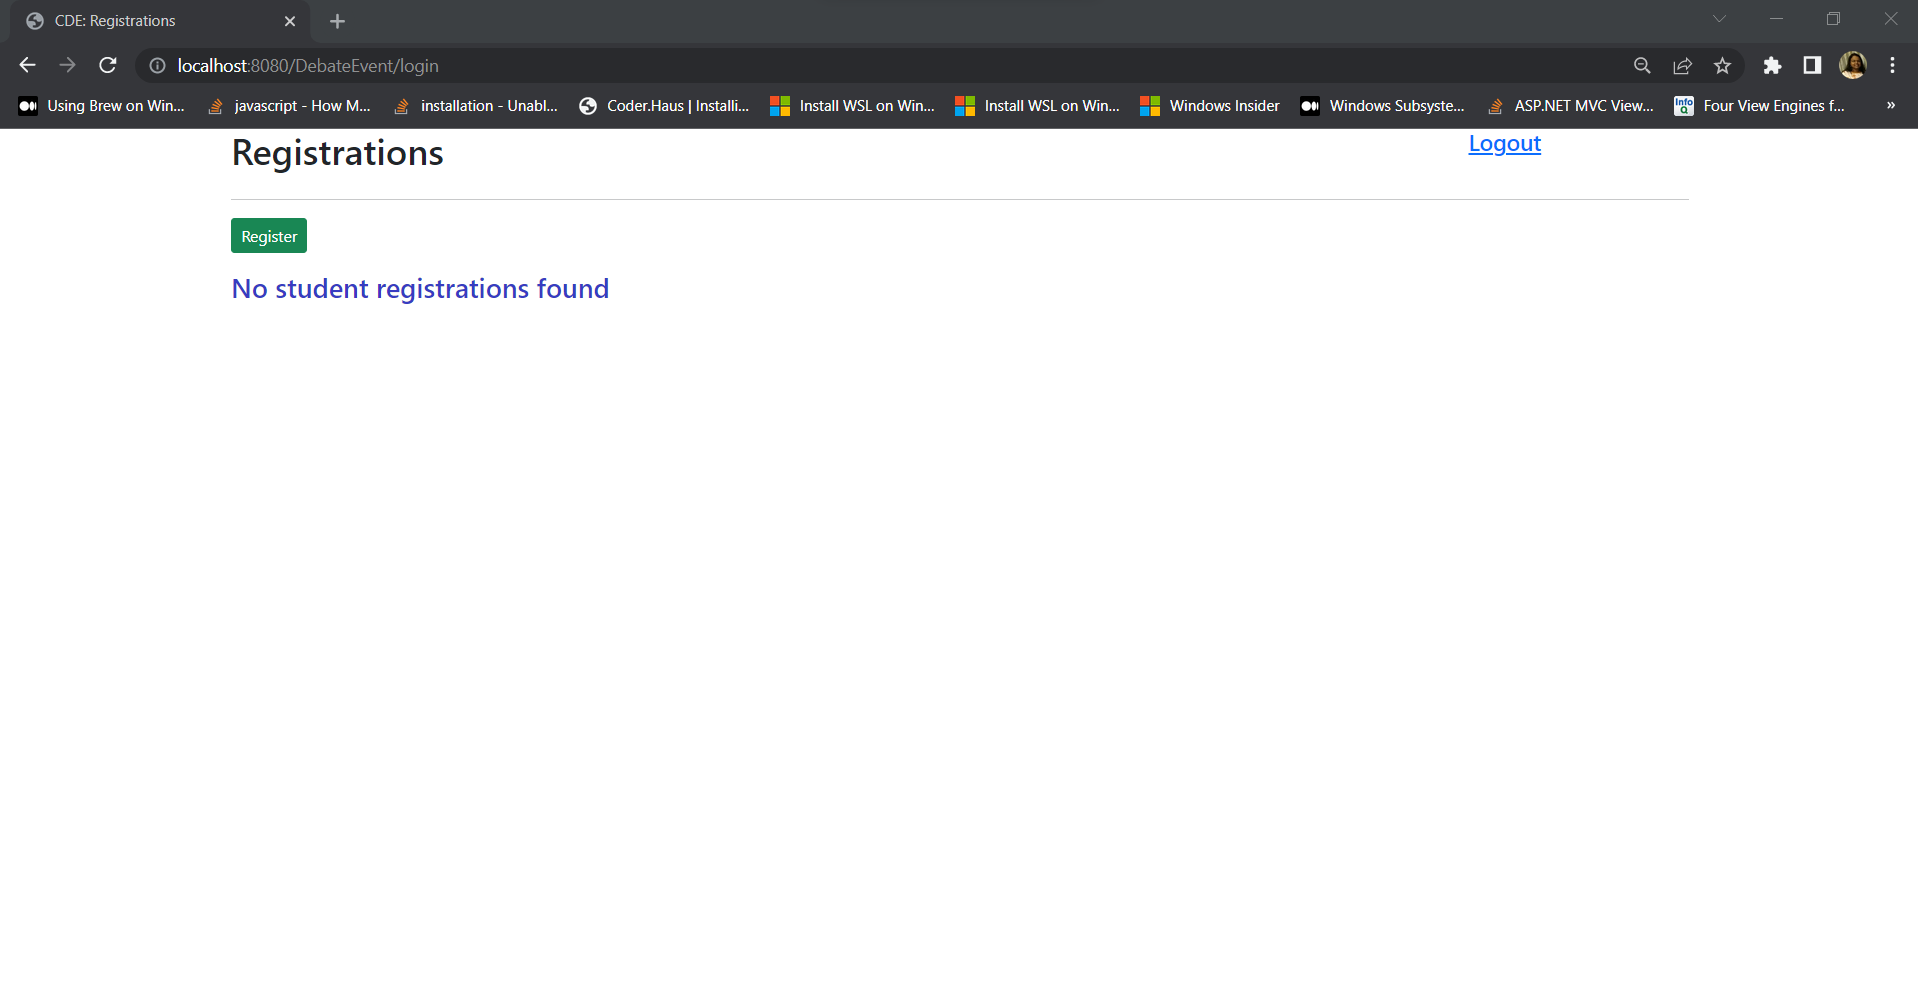 CDE: Registrations
localhost:8080/DebateEvent/login
Using Brew on Win... javascript - How M... installation - Unabl... Coder.Haus | Installi... Install WSL on Win... Install WSL on Win... Windows Insider Windows Subsyste... ASP.NET MVC View... Info Q Four View Engines f... »
Registrations Logout
Register
No student registrations found